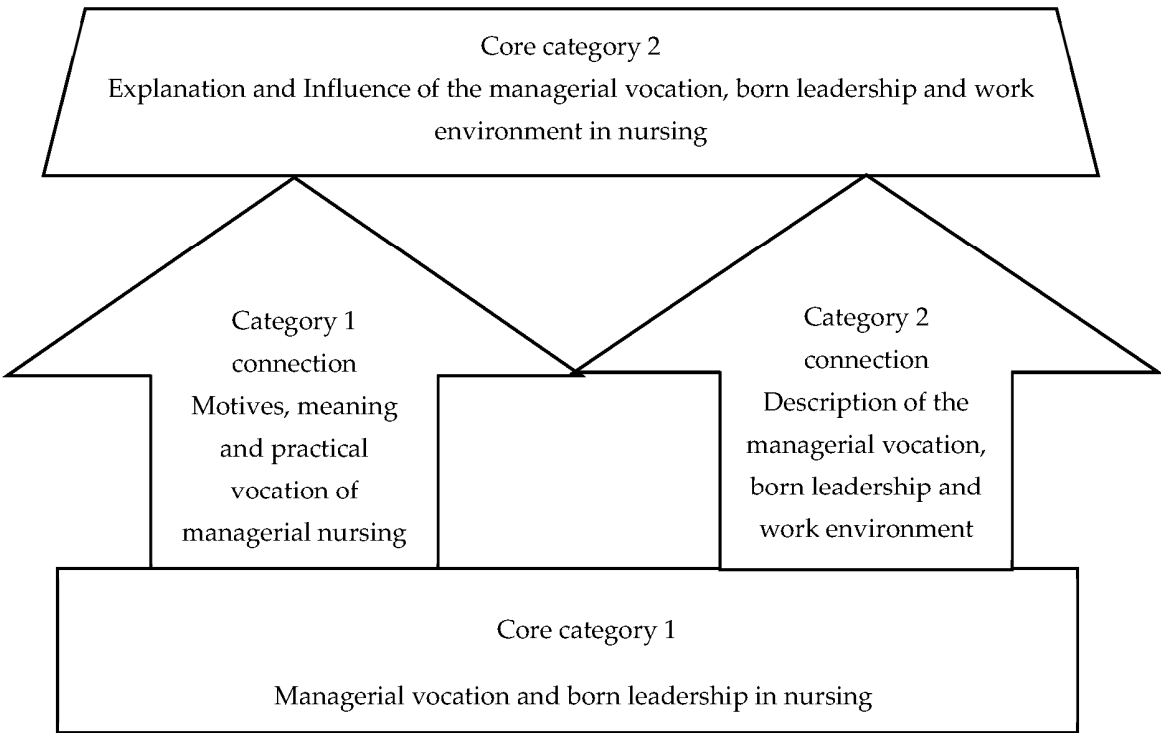 Core category 2
Explanation and Influence of the managerial vocation, born leadership and work
environment in nursing
Category 1
connection
Motives, meaning
and practical
vocation of
managerial nursing
Category 2
connection
Description of the
managerial vocation,
born leadership and
work environment
Core category 1
Managerial vocation and born leadership in nursing